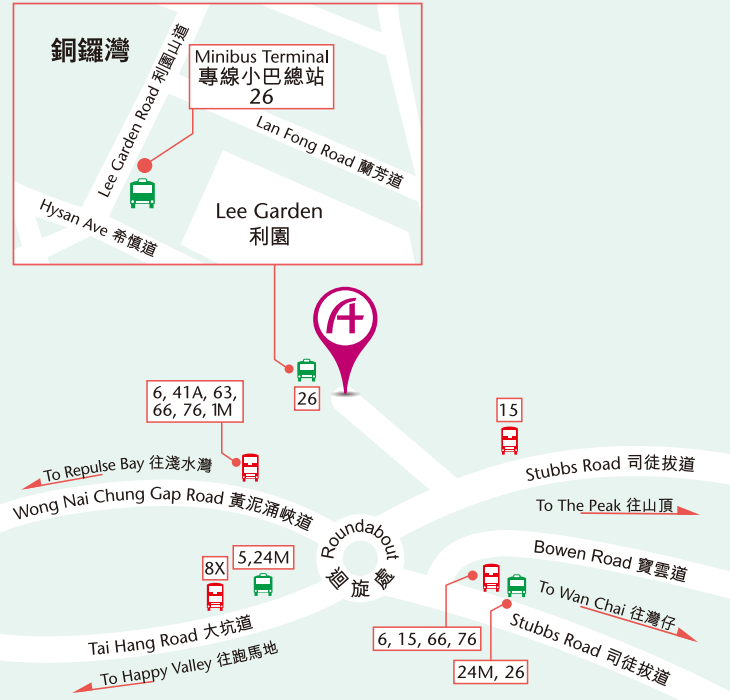 銅鑼灣
Minibus Terminal
專線小巴總站
26
Lee Garden Road 利園山道
Lan Fong Road 蘭芳道
Hysan Ave 希慎道
Lee Garden
利園
26
6, 41A, 63,
66, 76, 1M
15
To Repulse Bay 往淺水灣
Wong Nai Chung Gap Road 黃泥涌峽道
Stubbs Road 司徒拔道
To The Peak 往山頂
Roundabout
迴旋處
Bowen Road 寶雲道
8X
5,24M
To Wan Chai 往灣仔
Stubbs Road 司徒拔道
6, 15, 66, 76
24M, 26
Tai Hang Road 大坑道
To Happy Valley 往跑馬地